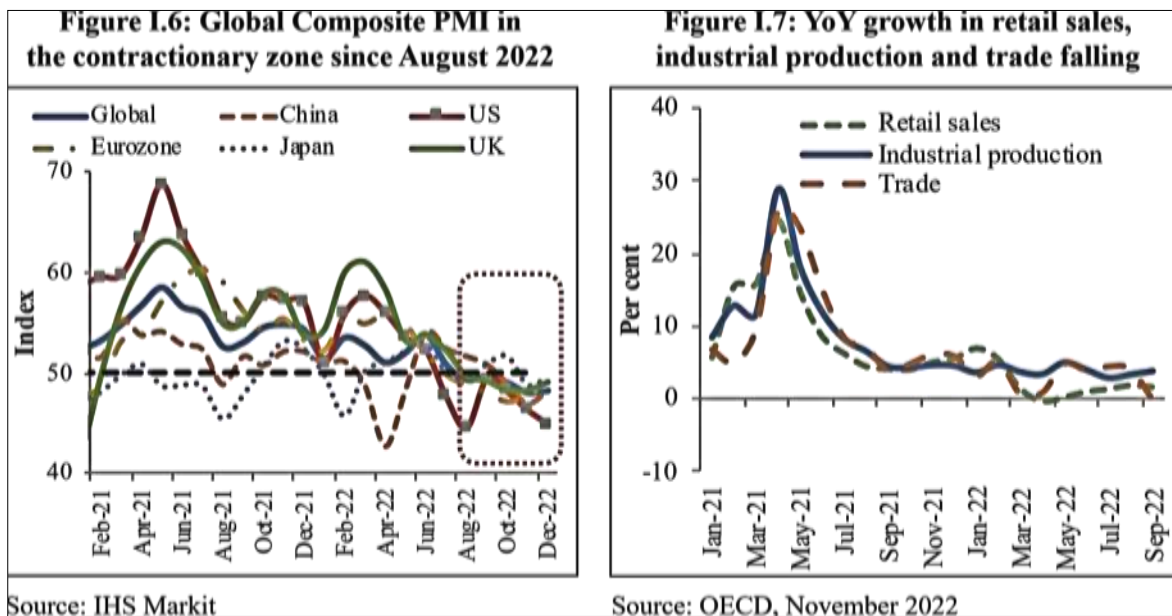 Figure I.6: Global Composite PMI in
the contractionary zone since August 2022
Global China US
Eurozone Japan UK
70
60
50
40
Index
Feb-21
Apr-21
Jun-21
Aug-21
Oct-21
Dec-21
Feb-22
Apr-22
Jun-22
Aug-22
Oct-22
Dec-22
Source: IHS Markit
Figure I.7: YoY growth in retail sales,
industrial production and trade falling
Retail sales
Industrial production
Trade
40
30
20
10
0
-10
Per cent
Jan-21
Mar-21
May-21
Jul-21
Sep-21
Nov-21
Jan-22
Mar-22
May-22
Jul-22
Sep-22
Source: OECD, November 2022